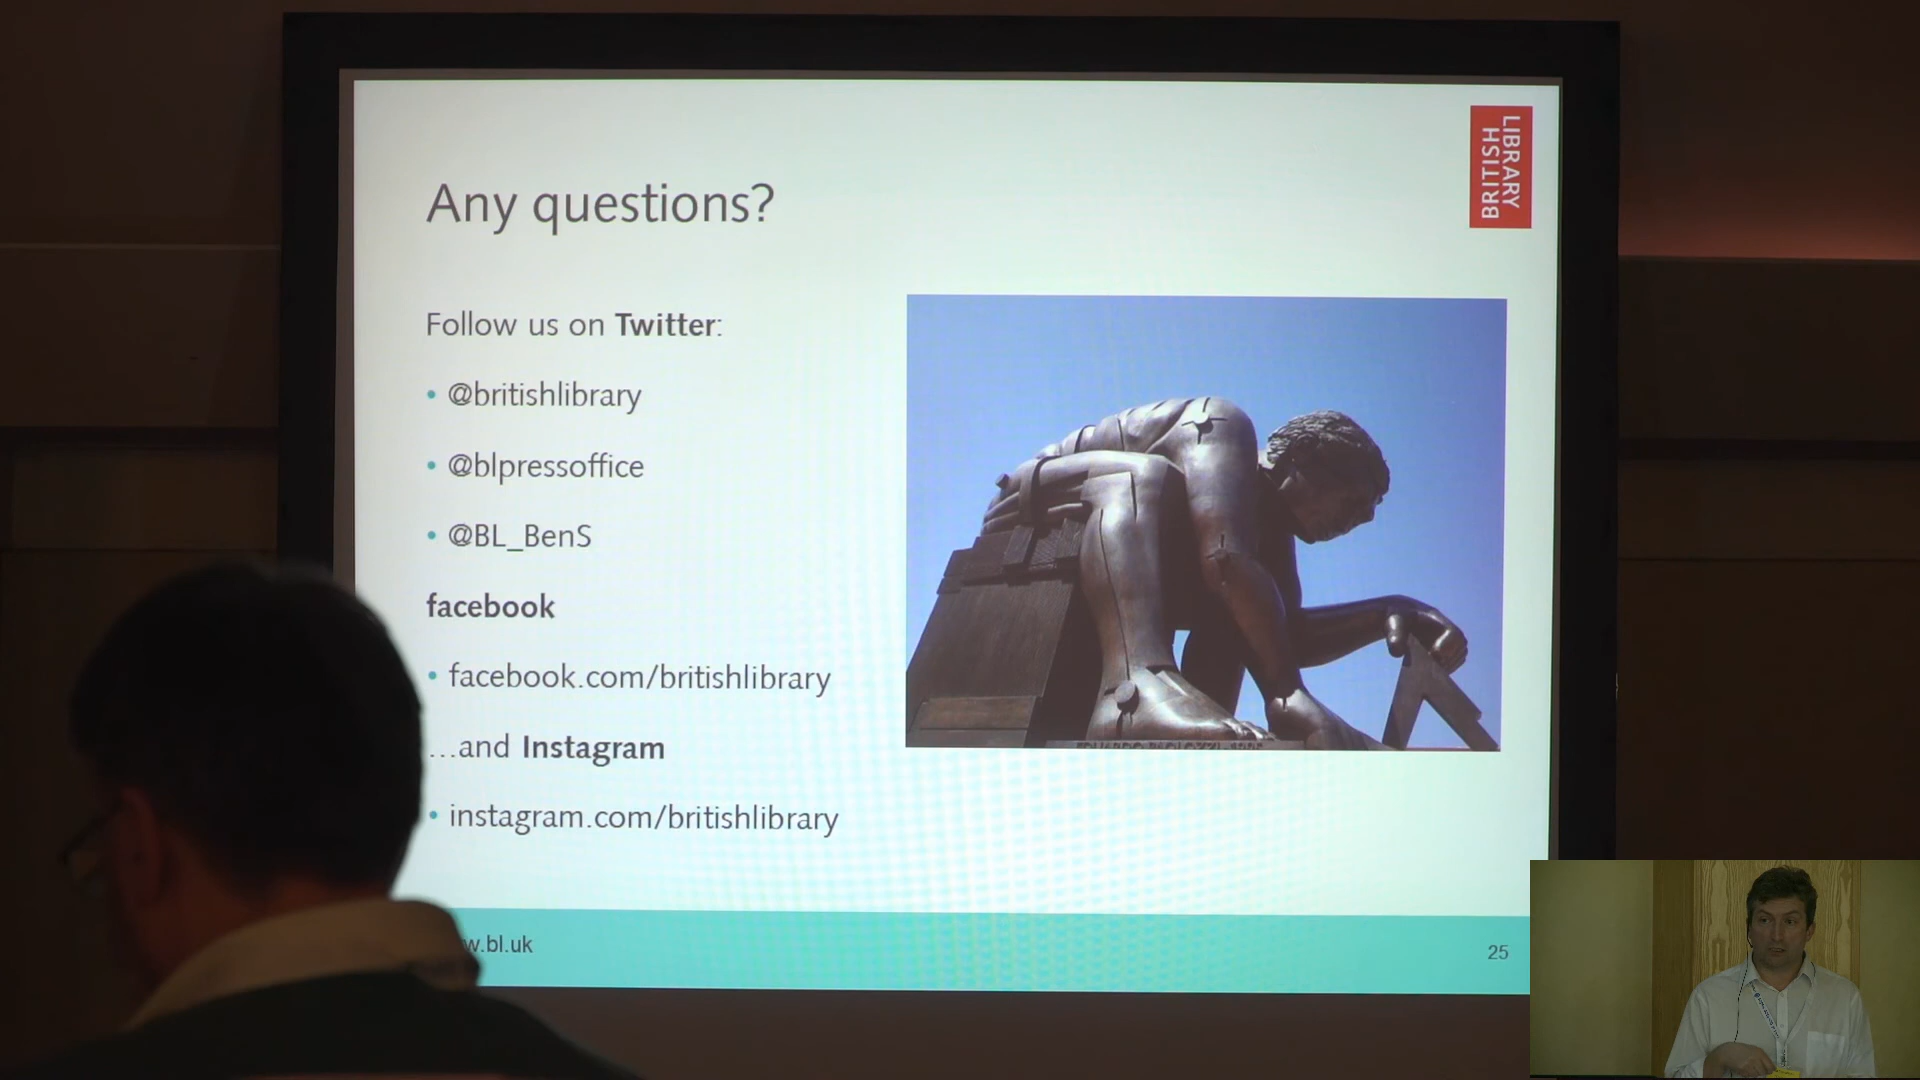 Any questions?
LIBRARY
BRITISH
Follow us on Twitter:
• @britishlibrary
• @blpressoffice
• @BL_BenS
facebook
• facebook.com/britishlibrary
…and Instagram
• instagram.com/britishlibrary
w.bl.uk
25